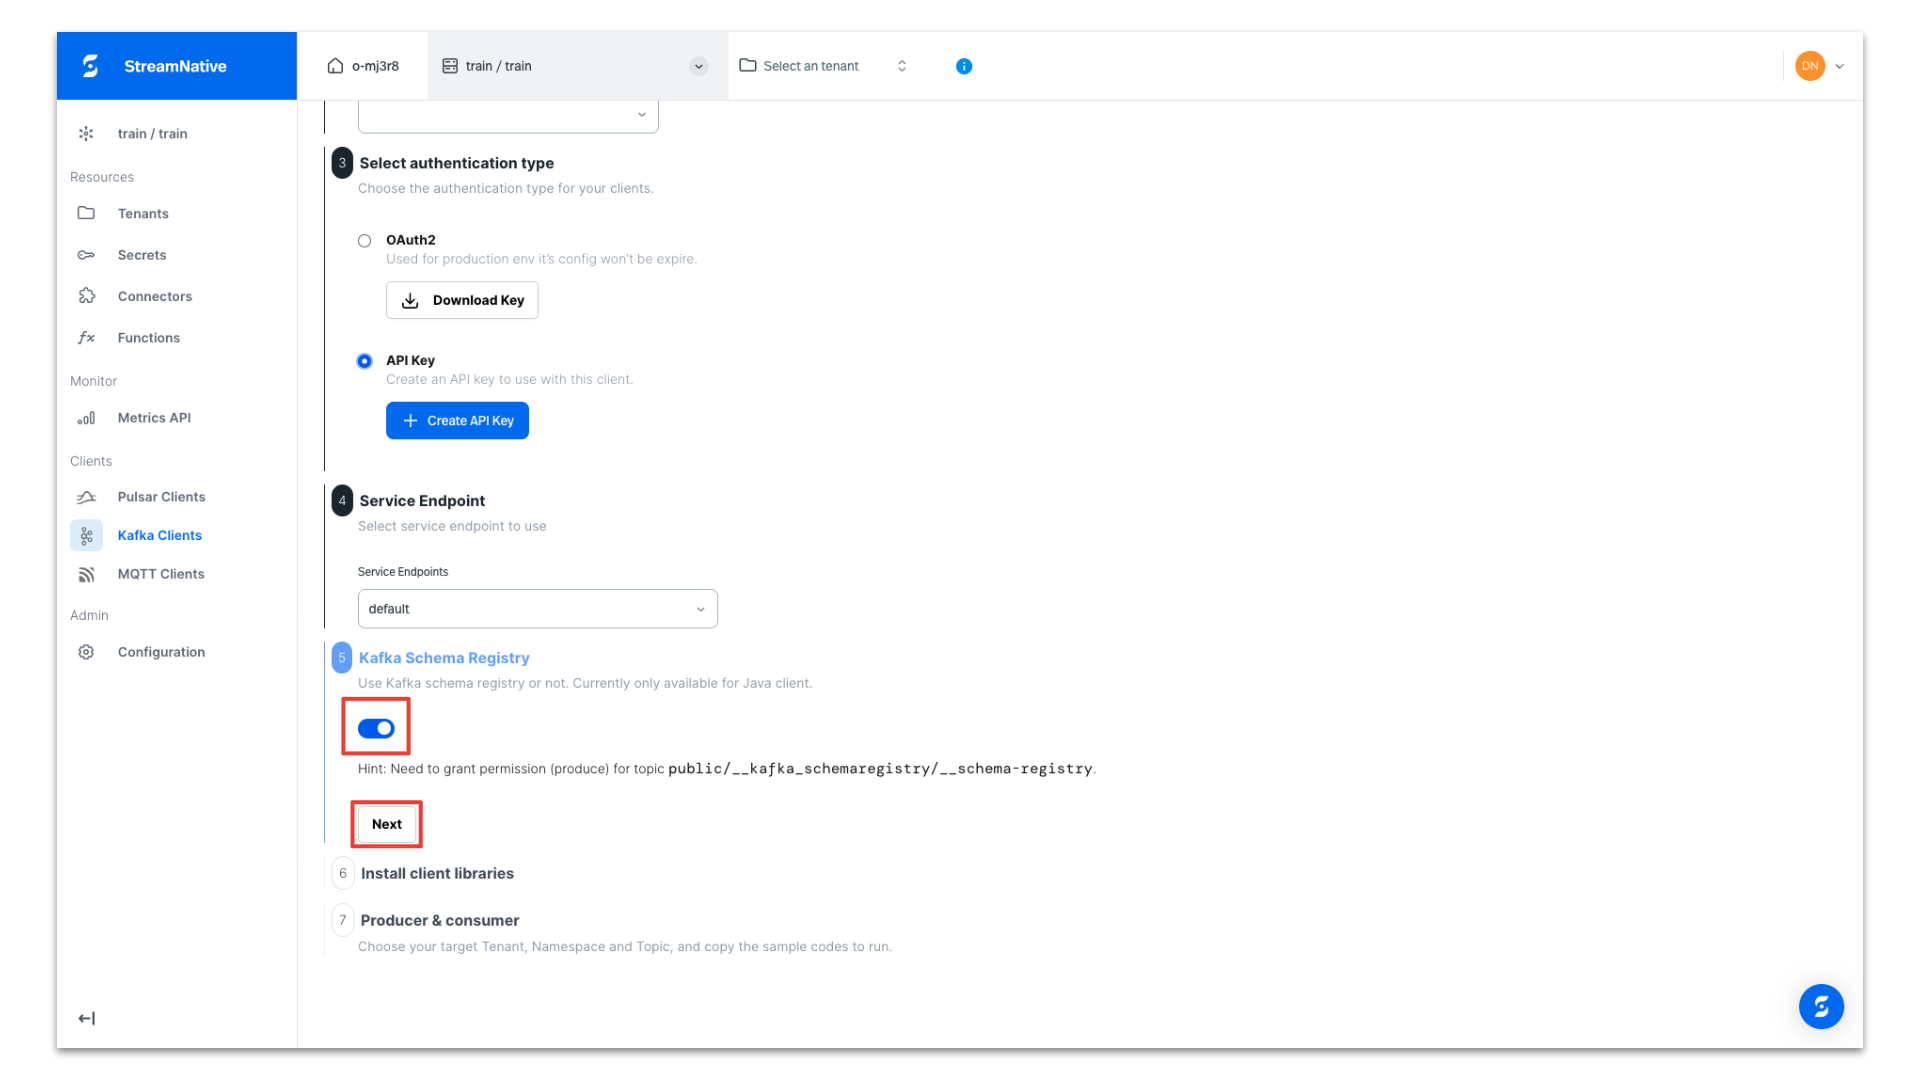 StreamNative
o-mj3r8
train / train
Select an tenant
DN
train / train
Resources
Tenants
Secrets
Connectors
Functions
Monitor
Metrics API
Clients
Pulsar Clients
Kafka Clients
MQTT Clients
Admin
Configuration
3 Select authentication type
Choose the authentication type for your clients.
OAuth2
Used for production env it's config won't be expire.
Download Key
API Key
Create an API key to use with this client.
Create API Key
4 Service Endpoint
Select service endpoint to use
Service Endpoints
default
5 Kafka Schema Registry
Use Kafka schema registry or not. Currently only available for Java client.
Hint: Need to grant permission (produce) for topic public/__kafka_schemaregistry/__schema-registry.
Next
6 Install client libraries
7 Producer & consumer
Choose your target Tenant, Namespace and Topic, and copy the sample codes to run.